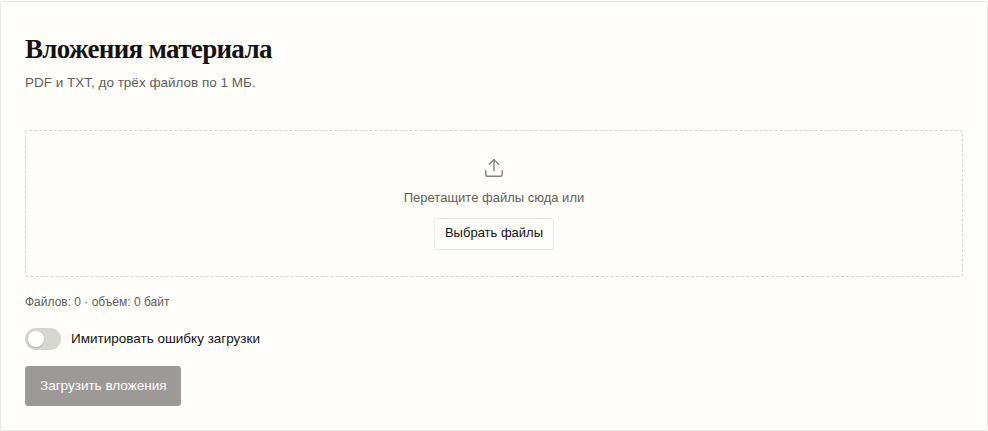 Вложения материала
PDF и TXT, до трёх файлов по 1 МБ.
Перетащите файлы сюда или
Выбрать файлы
Файлов: 0 · объём: 0 байт
Имитировать ошибку загрузки
Загрузить вложения